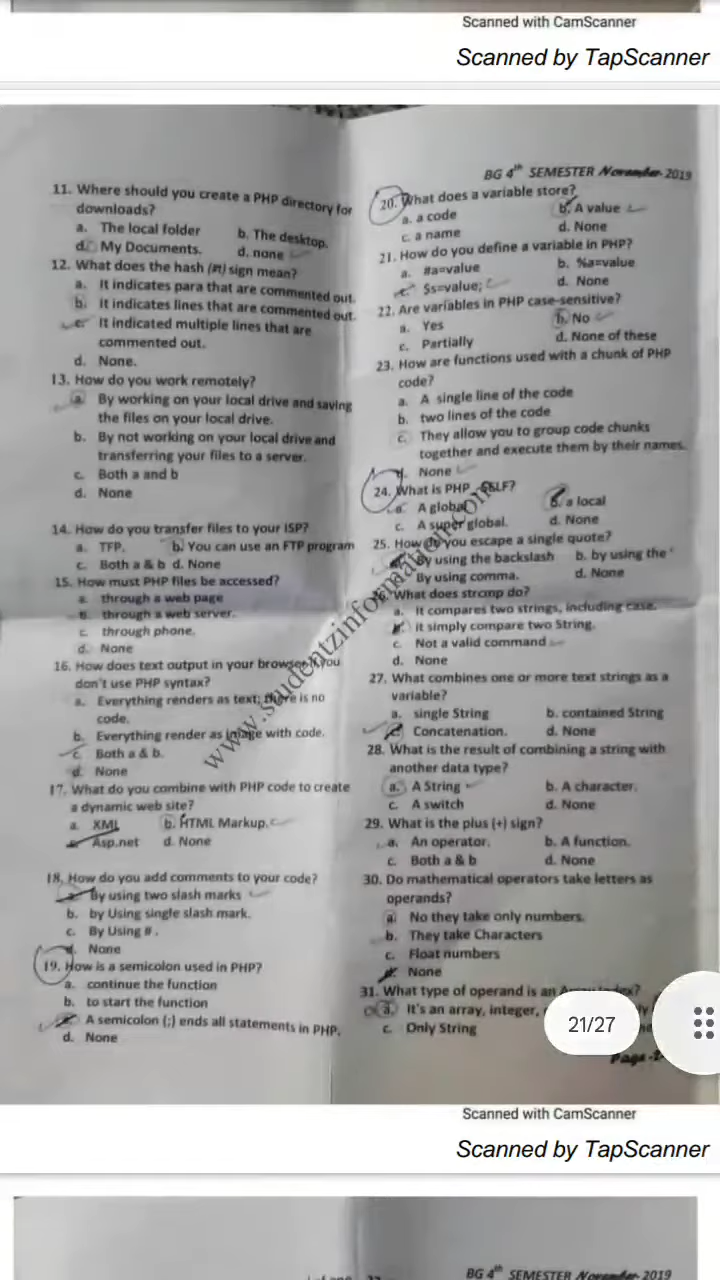 Scanned with CamScanner
Scanned by TapScanner
BG 4th SEMESTER November-2019
11. Where should you create a PHP directory for
downloads?
a. The local folder b. The desktop.
d. My Documents. d. none
12. What does the hash (#) sign mean?
a. It indicates para that are commented out.
b. It indicates lines that are commented out.
c. It indicated multiple lines that are
commented out.
d. None.
13. How do you work remotely?
a. By working on your local drive and saving
the files on your local drive.
b. By not working on your local drive and
transferring your files to a server.
c. Both a and b
d. None
14. How do you transfer files to your ISP?
a. TFP. b. You can use an FTP program
c. Both a & b d. None
15. How must PHP files be accessed?
a. through a web page
B. through a web server.
c. through phone.
d. None
16. How does text output in your browser if you
don't use PHP syntax?
a. Everything renders as text; there is no
code.
b. Everything render as image with code.
c. Both a & b.
d. None
17. What do you combine with PHP code to create
a dynamic web site?
a. XML b. HTML Markup.
Asp.net d. None
18. How do you add comments to your code?
a. By using two slash marks
b. by Using single slash mark.
c. By Using # .
d. None
19. How is a semicolon used in PHP?
a. continue the function
b. to start the function
A semicolon (;) ends all statements in PHP.
d. None
20. What does a variable store?
a. a code b. A value
c. a name d. None
21. How do you define a variable in PHP?
a. #a=value b. %a=value
c. $s=value; d. None
22. Are variables in PHP case-sensitive?
a. Yes b. No
c. Partially d. None of these
23. How are functions used with a chunk of PHP
code?
a. A single line of the code
b. two lines of the code
c. They allow you to group code chunks
together and execute them by their names.
d. None
24. What is PHP_SELF?
a. A global b. a local
c. A super global. d. None
25. How do you escape a single quote?
By using the backslash b. by using the '
By using comma. d. None
26. What does strcmp do?
a. It compares two strings, including case.
it simply compare two String.
c. Not a valid command
d. None
27. What combines one or more text strings as a
variable?
a. single String b. contained String
c. Concatenation. d. None
28. What is the result of combining a string with
another data type?
a. A String b. A character.
c. A switch d. None
29. What is the plus (+) sign?
a. An operator. b. A function.
c. Both a & b d. None
30. Do mathematical operators take letters as
operands?
a. No they take only numbers.
b. They take Characters
c. Float numbers
None
31. What type of operand is an Array Index?
a. It's an array, integer,
c. Only String
Page-2
www.studentzinformation.com
21/27
Scanned with CamScanner
Scanned by TapScanner
BG 4th SEMESTER November-2019